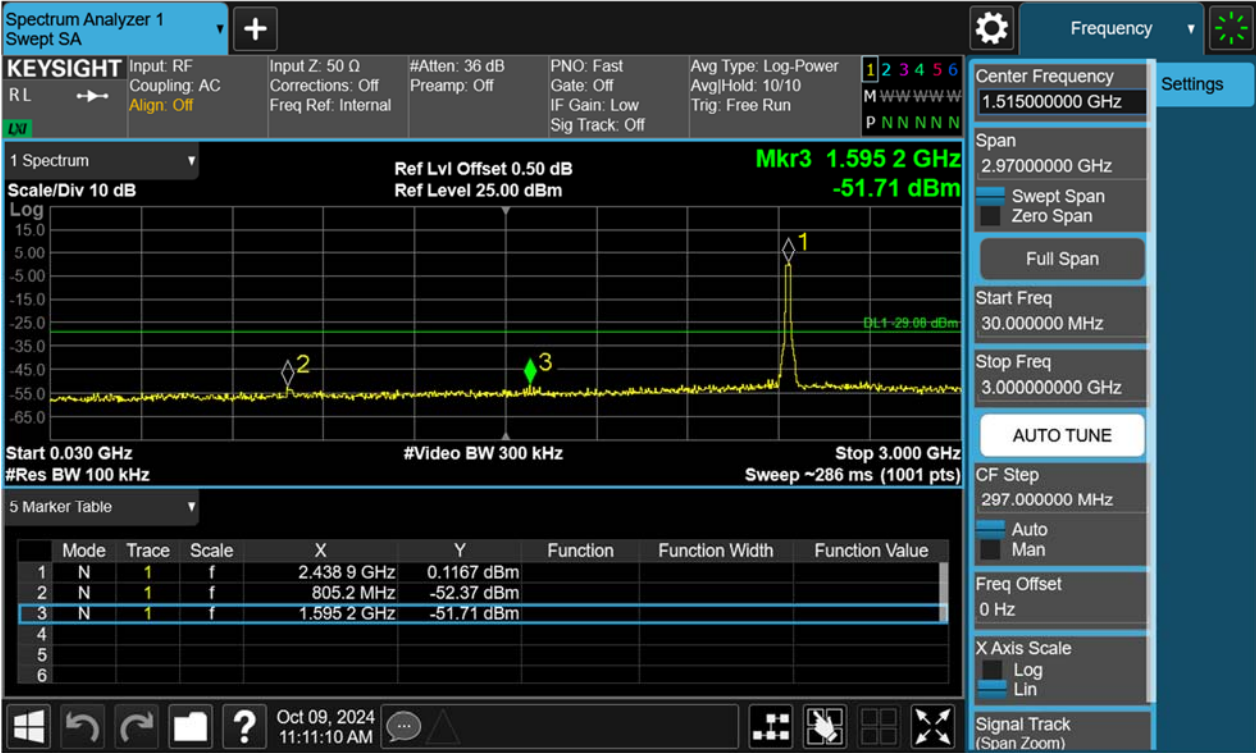 Spectrum Analyzer 1
Swept SA
+
Frequency
KEYSIGHT
R L
LXI
Input: RF
Coupling: AC
Align: Off
Input Z: 50 Ω
Corrections: Off
Freq Ref: Internal
#Atten: 36 dB
Preamp: Off
PNO: Fast
Gate: Off
IF Gain: Low
Sig Track: Off
Avg Type: Log-Power
Avg|Hold: 10/10
Trig: Free Run
1 2 3 4 5 6
M W W W W W
P N N N N N
Center Frequency
1.515000000 GHz
Settings
Span
2.97000000 GHz
Swept Span
Zero Span
Full Span
Start Freq
30.000000 MHz
Stop Freq
3.000000000 GHz
AUTO TUNE
CF Step
297.000000 MHz
Auto
Man
Freq Offset
0 Hz
X Axis Scale
Log
Lin
Signal Track
(Span Zoom)
1 Spectrum
Scale/Div 10 dB
Ref Lvl Offset 0.50 dB
Ref Level 25.00 dBm
Mkr3 1.595 2 GHz
-51.71 dBm
Log
15.0
5.00
-5.00
-15.0
-25.0
-35.0
-45.0
-55.0
-65.0
1
2
3
DL1 -29.08 dBm
Start 0.030 GHz
#Video BW 300 kHz
Stop 3.000 GHz
#Res BW 100 kHz
Sweep ~286 ms (1001 pts)
5 Marker Table
Mode Trace Scale X Y Function Function Width Function Value
1 N 1 f 2.438 9 GHz 0.1167 dBm
2 N 1 f 805.2 MHz -52.37 dBm
3 N 1 f 1.595 2 GHz -51.71 dBm
4
5
6
?
Oct 09, 2024
11:11:10 AM